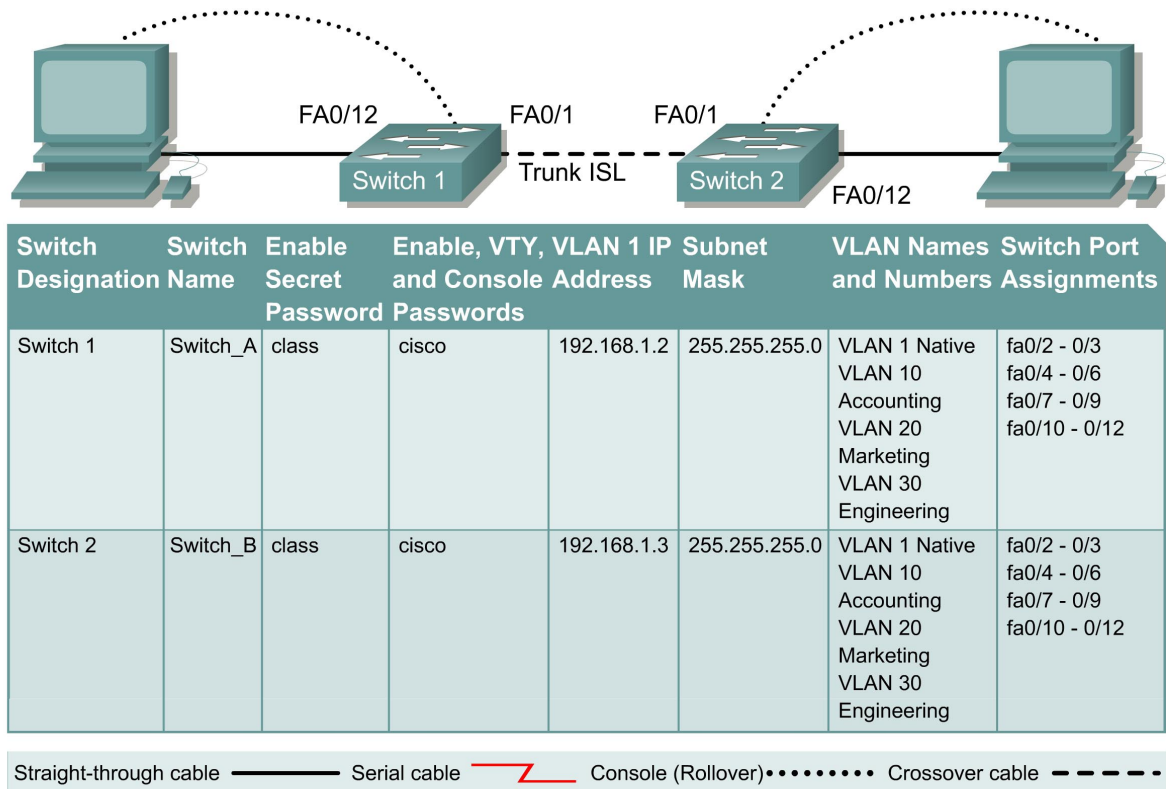 FA0/12
FA0/1
FA0/1
Switch 1
Trunk ISL
Switch 2
FA0/12
Switch Designation
Switch Name
Enable Secret Password
Enable, VTY, and Console Passwords
VLAN 1 IP Address
Subnet Mask
VLAN Names and Numbers
Switch Port Assignments
Switch 1
Switch_A
class
cisco
192.168.1.2
255.255.255.0
VLAN 1 Native
VLAN 10
Accounting
VLAN 20
Marketing
VLAN 30
Engineering
fa0/2 - 0/3
fa0/4 - 0/6
fa0/7 - 0/9
fa0/10 - 0/12
Switch 2
Switch_B
class
cisco
192.168.1.3
255.255.255.0
VLAN 1 Native
VLAN 10
Accounting
VLAN 20
Marketing
VLAN 30
Engineering
fa0/2 - 0/3
fa0/4 - 0/6
fa0/7 - 0/9
fa0/10 - 0/12
Straight-through cable
Serial cable
Console (Rollover)
Crossover cable